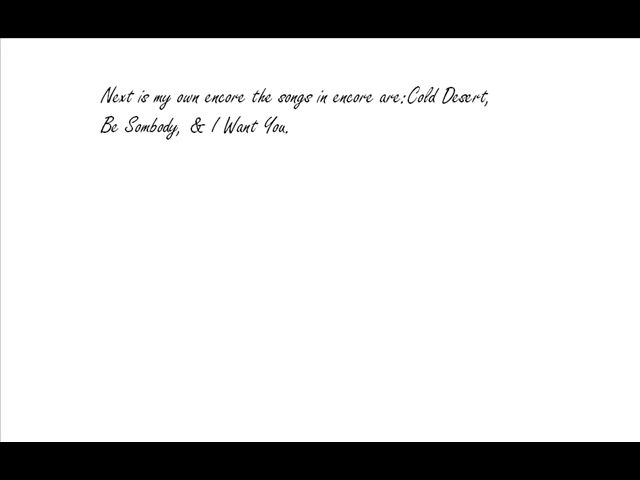 Next is my own encore the songs in encore are:Cold Desert,
Be Sombody, & I Want You.